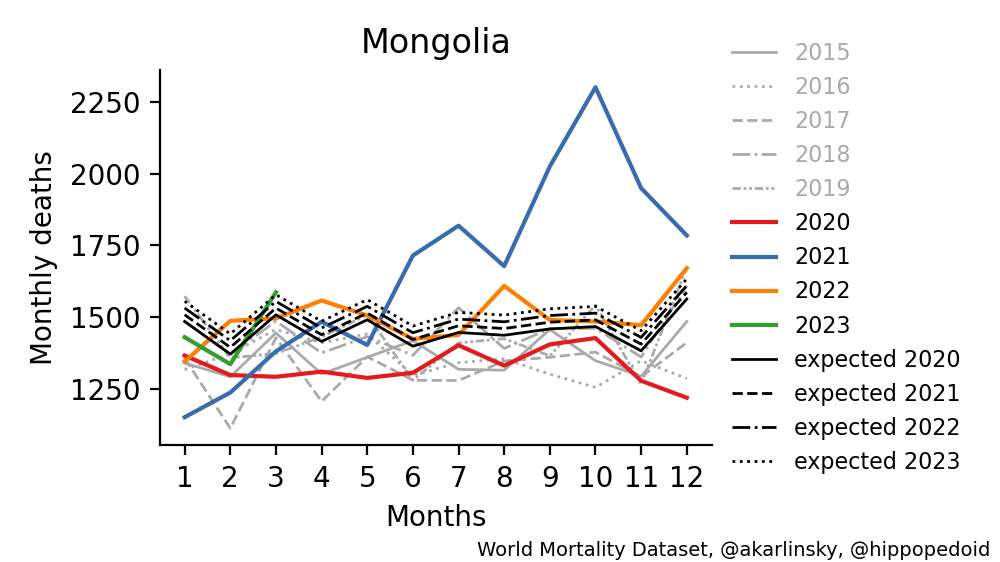 Mongolia
Monthly deaths
2250
2000
1750
1500
1250
1 2 3 4 5 6 7 8 9 10 11 12
Months
2015
2016
2017
2018
2019
2020
2021
2022
2023
expected 2020
expected 2021
expected 2022
expected 2023
World Mortality Dataset, @akarlinsky, @hippopedoid